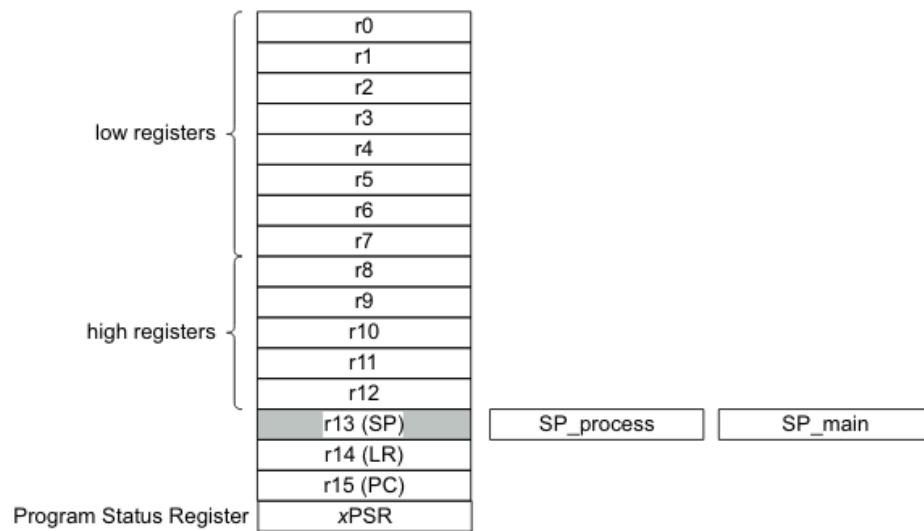 r0
r1
r2
r3
low registers
r4
r5
r6
r7
r8
r9
high registers
r10
r11
r12
r13 (SP)
SP_process
SP_main
r14 (LR)
r15 (PC)
Program Status Register
xPSR